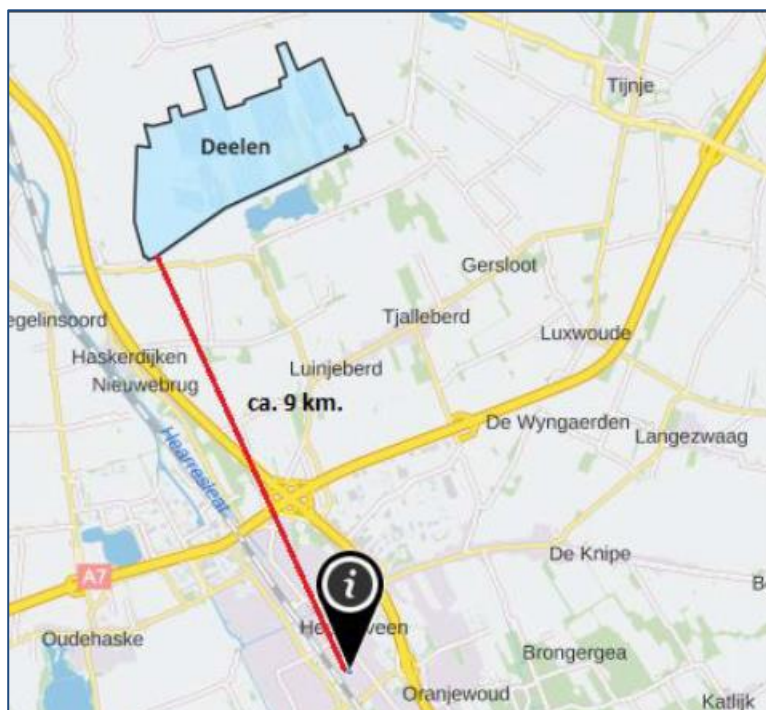 Tijnje
Deelen
Gersloot
egelinsoord
Tjalleberd
Luxwoude
Haskerdijken
Luinjeberd
Nieuwebrug
ca. 9 km.
De Wyngaerden
Langezwaag
Hearresleat
De Knipe
A7
i
Oudehaske
Brongergea
Oranjewoud
Katlijk